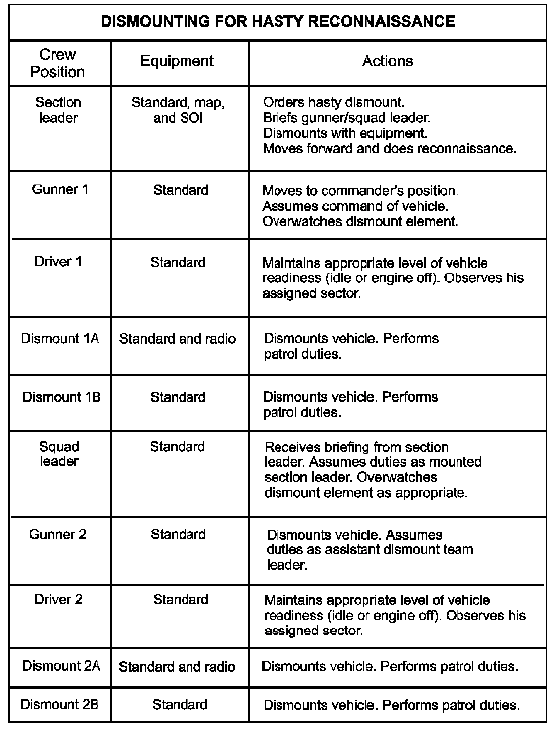 DISMOUNTING FOR HASTY RECONNAISSANCE
Crew
Position
Equipment
Actions
Section
leader
Standard, map,
and SOI
Orders hasty dismount.
Briefs gunner/squad leader.
Dismounts with equipment.
Moves forward and does reconnaissance.
Gunner 1
Standard
Moves to commander's position.
Assumes command of vehicle.
Overwatches dismount element.
Driver 1
Standard
Maintains appropriate level of vehicle
readiness (idle or engine off). Observes his
assigned sector.
Dismount 1A
Standard and radio
Dismounts vehicle. Performs
patrol duties.
Dismount 1B
Standard
Dismounts vehicle. Performs
patrol duties.
Squad
leader
Standard
Receives briefing from section
leader. Assumes duties as mounted
section leader. Overwatches
dismount element as appropriate.
Gunner 2
Standard
Dismounts vehicle. Assumes
duties as assistant dismount team
leader.
Driver 2
Standard
Maintains appropriate level of vehicle
readiness (idle or engine off). Observes his
assigned sector.
Dismount 2A
Standard and radio
Dismounts vehicle. Performs patrol duties.
Dismount 2B
Standard
Dismounts vehicle. Performs patrol duties.